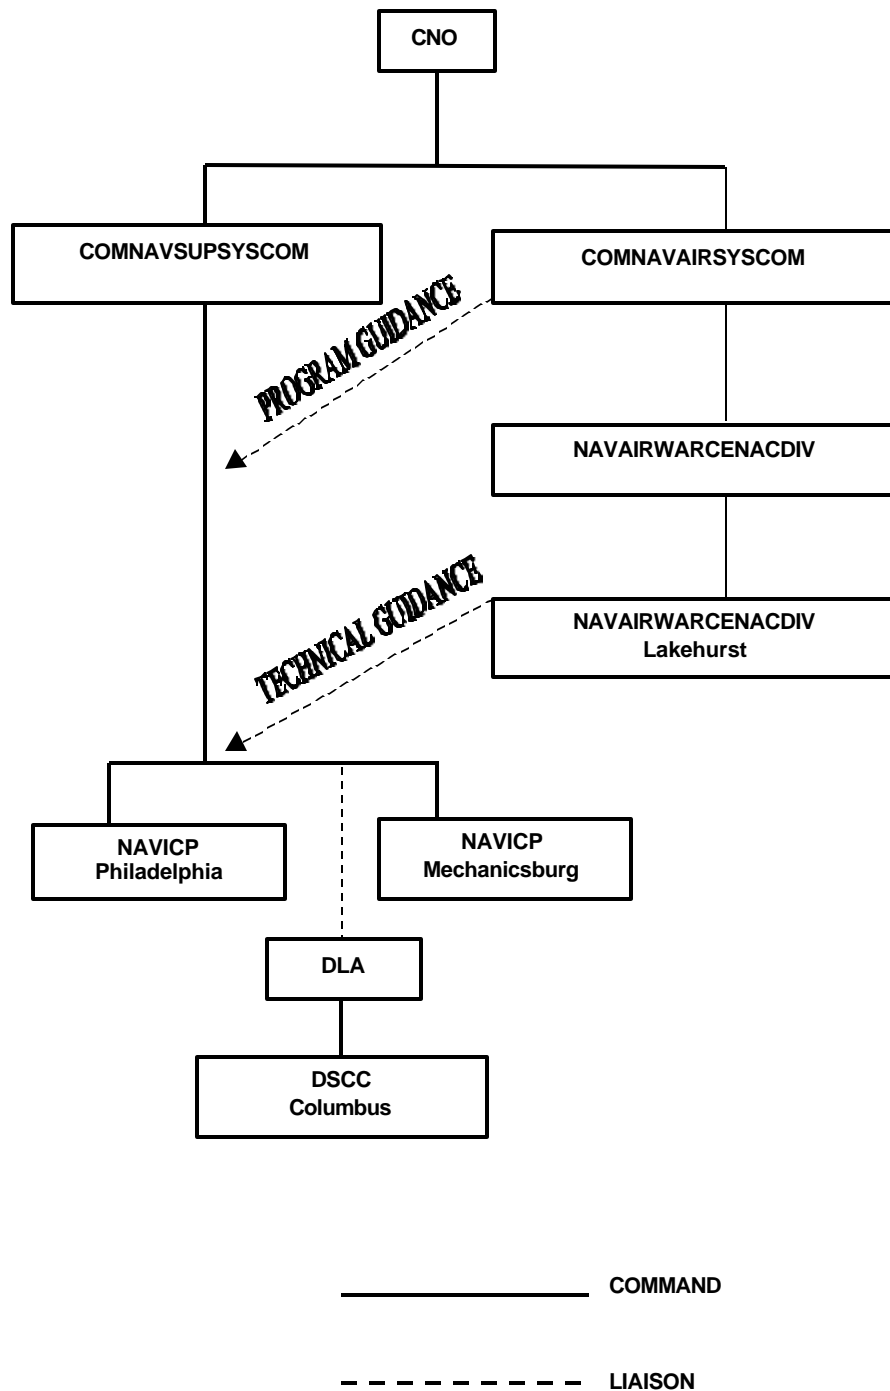 CNO
COMNAVSUPSYSCOM
COMNAVAIRSYSCOM
PROGRAM GUIDANCE
NAVAIRWARCENACDIV
TECHNICAL GUIDANCE
NAVAIRWARCENACDIV
Lakehurst
NAVICP
Philadelphia
NAVICP
Mechanicsburg
DLA
DSCC
Columbus
COMMAND
LIAISON